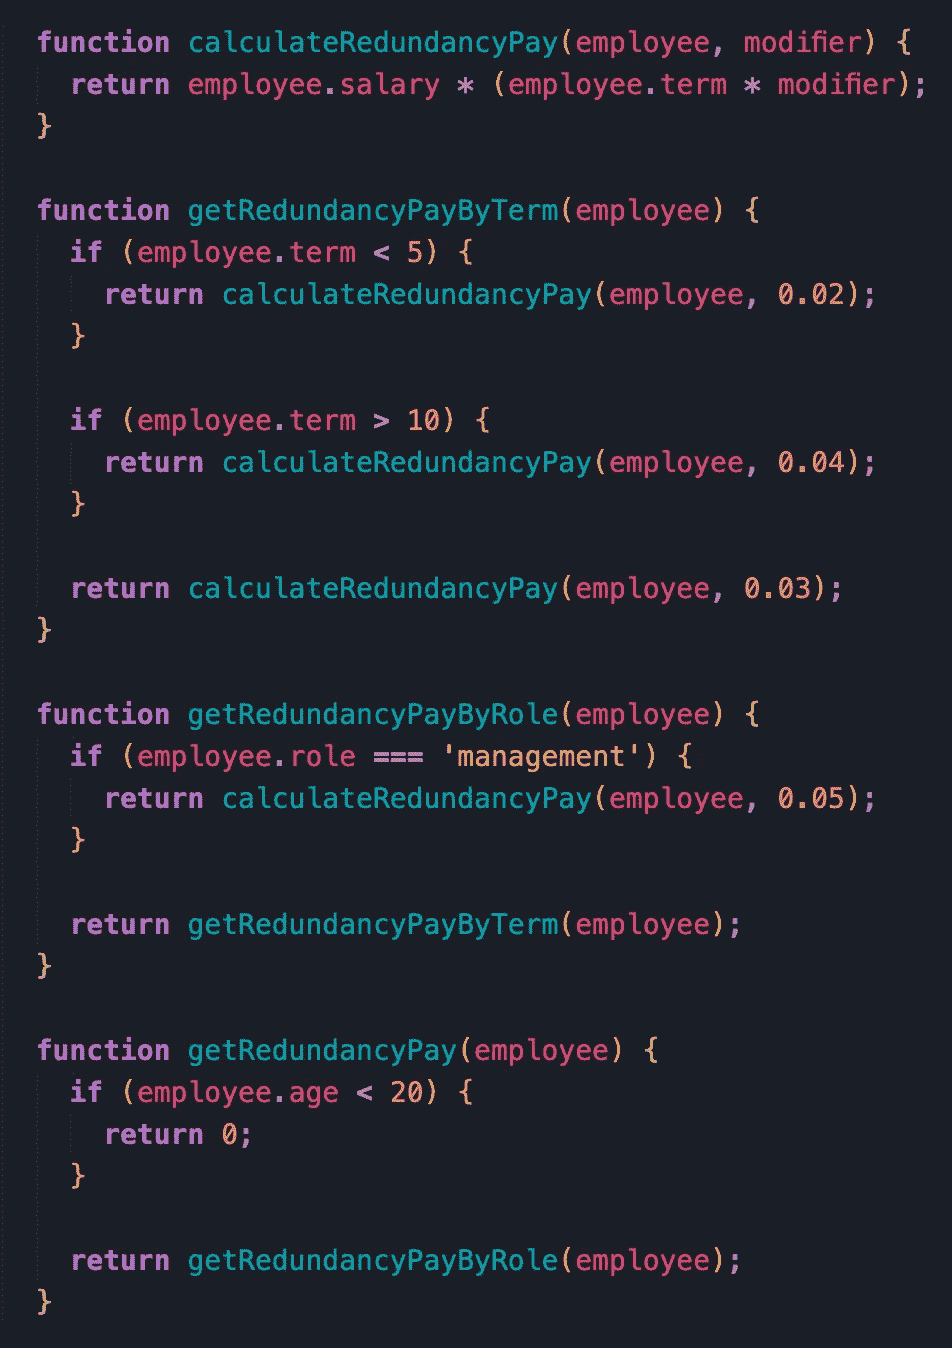 function calculateRedundancyPay(employee, modifier) {
  return employee.salary * (employee.term * modifier);
}

function getRedundancyPayByTerm(employee) {
  if (employee.term < 5) {
    return calculateRedundancyPay(employee, 0.02);
  }

  if (employee.term > 10) {
    return calculateRedundancyPay(employee, 0.04);
  }

  return calculateRedundancyPay(employee, 0.03);
}

function getRedundancyPayByRole(employee) {
  if (employee.role === 'management') {
    return calculateRedundancyPay(employee, 0.05);
  }

  return getRedundancyPayByTerm(employee);
}

function getRedundancyPay(employee) {
  if (employee.age < 20) {
    return 0;
  }

  return getRedundancyPayByRole(employee);
}